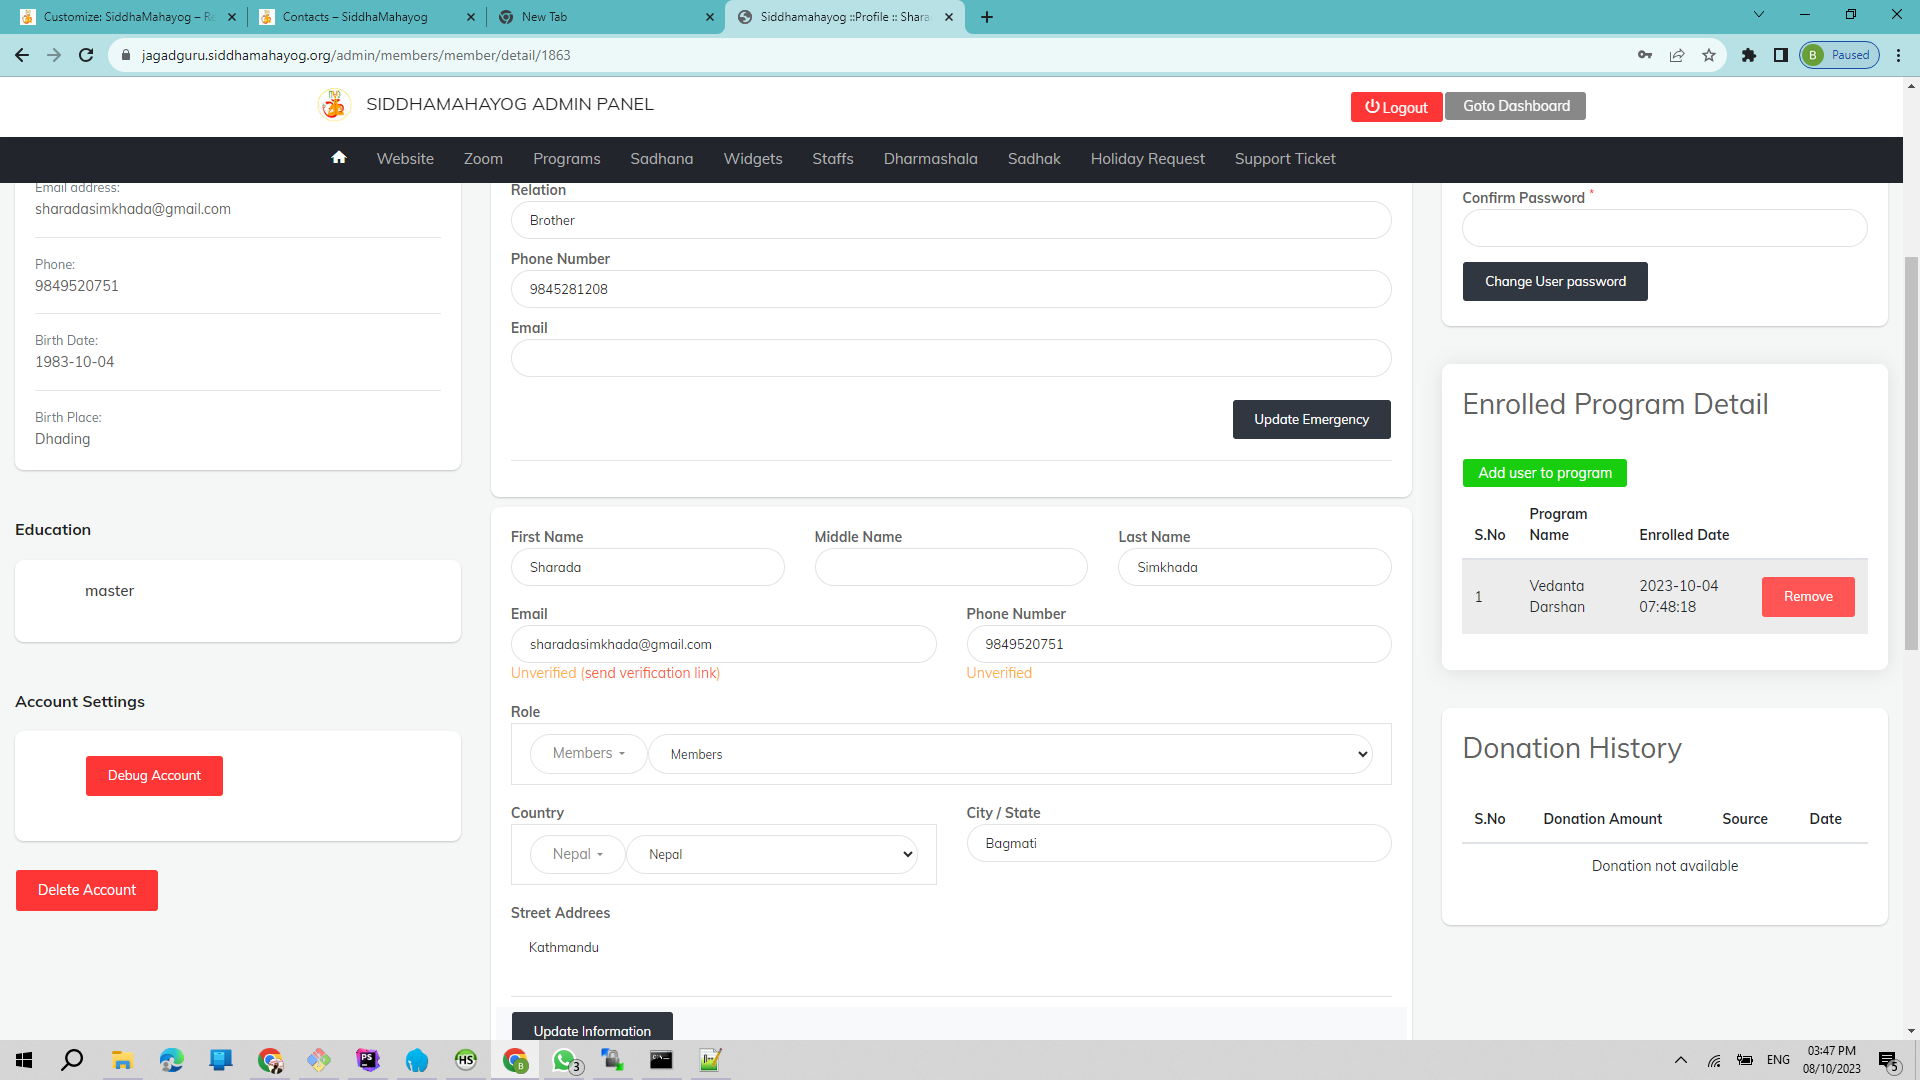 Customize: SiddhaMahayog – Re
Contacts – SiddhaMahayog
New Tab
Siddhamahayog ::Profile :: Shara
jagadguru.siddhamahayog.org/admin/members/member/detail/1863
B Paused
SIDDHAMAHAYOG ADMIN PANEL
Logout
Goto Dashboard
Website Zoom Programs Sadhana Widgets Staffs Dharmashala Sadhak Holiday Request Support Ticket
Email address:
sharadasimkhada@gmail.com
Phone:
9849520751
Birth Date:
1983-10-04
Birth Place:
Dhading
Education
master
Account Settings
Debug Account
Delete Account
Relation
Brother
Phone Number
9845281208
Email
Update Emergency
First Name Middle Name Last Name
Sharada Simkhada
Email Phone Number
sharadasimkhada@gmail.com 9849520751
Unverified (send verification link) Unverified
Role
Members Members
Country City / State
Nepal Nepal Bagmati
Street Addrees
Kathmandu
Update Information
Confirm Password *
Change User password
Enrolled Program Detail
Add user to program
S.No Program Name Enrolled Date
1 Vedanta Darshan 2023-10-04 07:48:18 Remove
Donation History
S.No Donation Amount Source Date
Donation not available
PS
HS
B
3
ENG
03:47 PM
08/10/2023
5